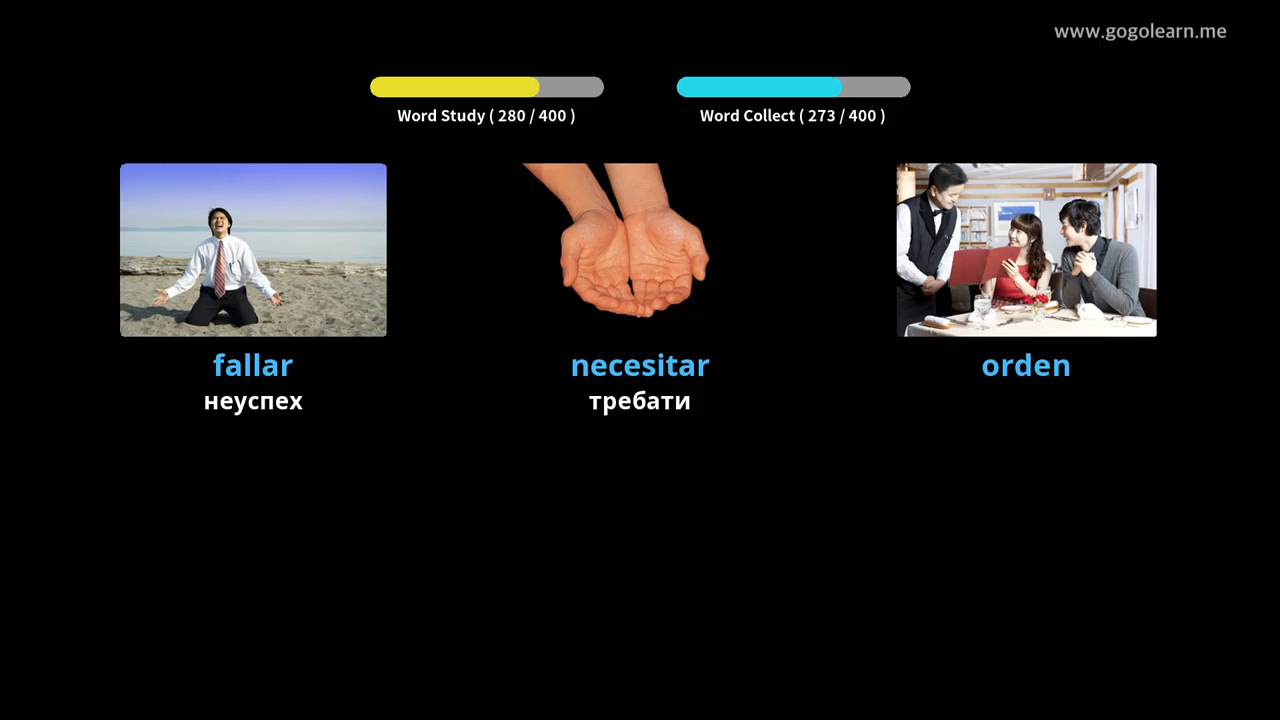 www.gogolearn.me
Word Study ( 280 / 400 )
Word Collect ( 273 / 400 )
fallar
неуспех
necesitar
требати
orden